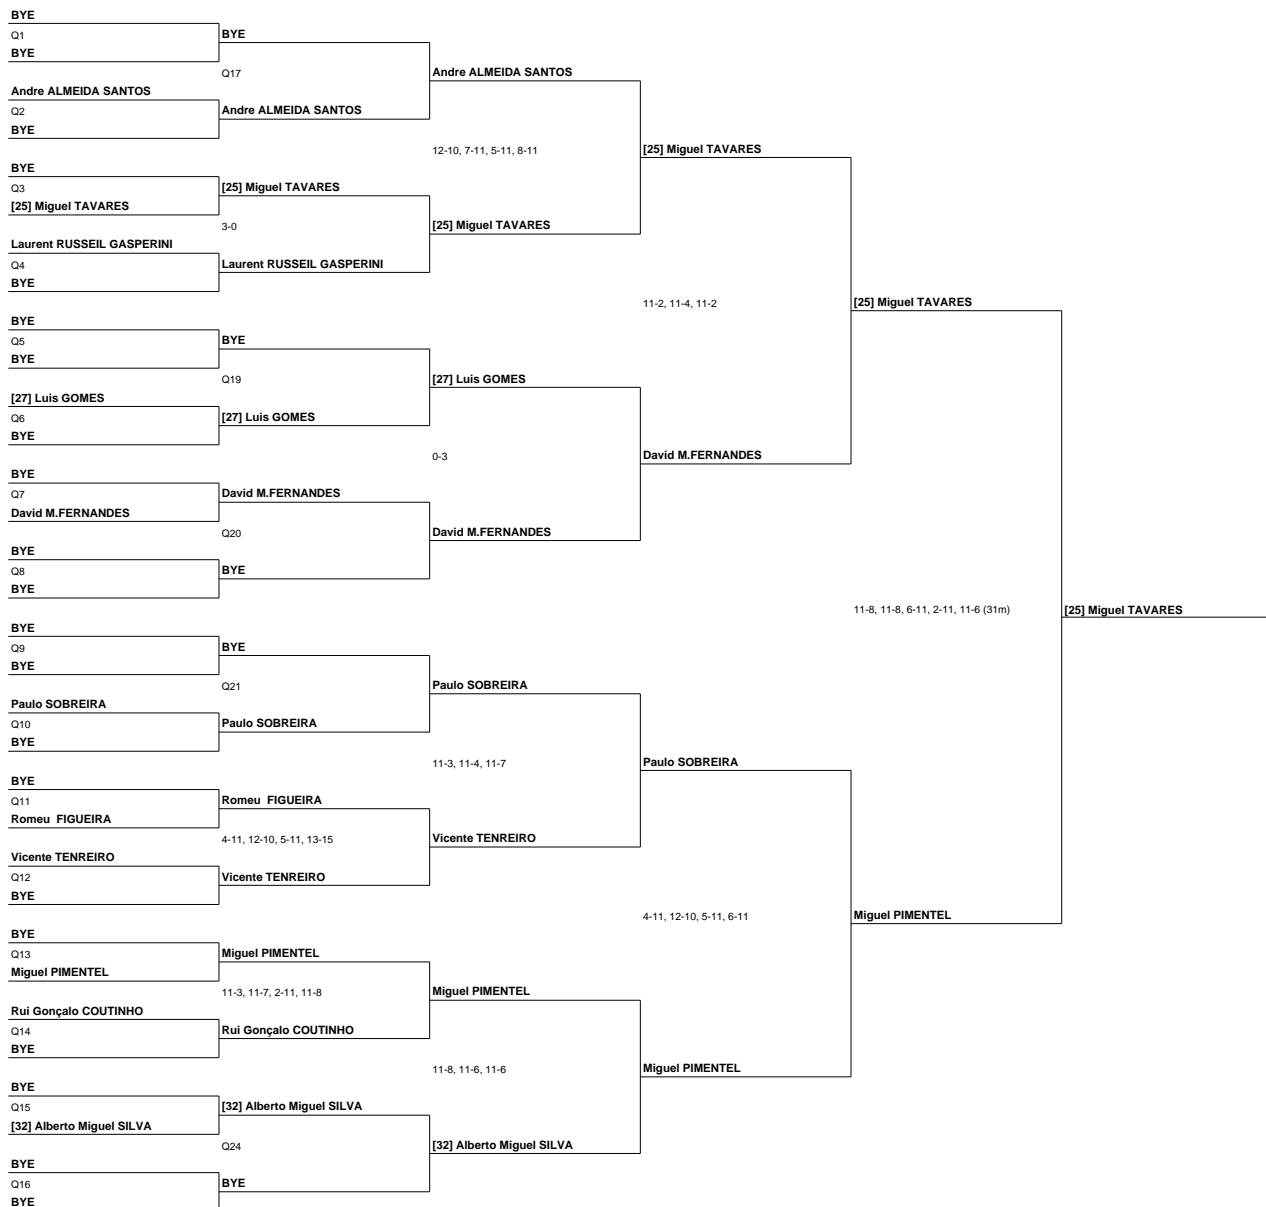 BYE
Q1
BYE
BYE
Q17
Andre ALMEIDA SANTOS
Andre ALMEIDA SANTOS
Q2
Andre ALMEIDA SANTOS
BYE
12-10, 7-11, 5-11, 8-11
[25] Miguel TAVARES
BYE
Q3
[25] Miguel TAVARES
[25] Miguel TAVARES
3-0
[25] Miguel TAVARES
Laurent RUSSEIL GASPERINI
Q4
Laurent RUSSEIL GASPERINI
BYE
11-2, 11-4, 11-2
[25] Miguel TAVARES
BYE
Q5
BYE
BYE
Q19
[27] Luis GOMES
[27] Luis GOMES
Q6
[27] Luis GOMES
BYE
0-3
David M.FERNANDES
BYE
Q7
David M.FERNANDES
David M.FERNANDES
Q20
David M.FERNANDES
BYE
Q8
BYE
BYE
11-8, 11-8, 6-11, 2-11, 11-6 (31m)
[25] Miguel TAVARES
BYE
Q9
BYE
BYE
Q21
Paulo SOBREIRA
Paulo SOBREIRA
Q10
Paulo SOBREIRA
BYE
11-3, 11-4, 11-7
Paulo SOBREIRA
BYE
Q11
Romeu  FIGUEIRA
Romeu  FIGUEIRA
4-11, 12-10, 5-11, 13-15
Vicente TENREIRO
Vicente TENREIRO
Q12
Vicente TENREIRO
BYE
4-11, 12-10, 5-11, 6-11
Miguel PIMENTEL
BYE
Q13
Miguel PIMENTEL
Miguel PIMENTEL
11-3, 11-7, 2-11, 11-8
Miguel PIMENTEL
Rui Gonçalo COUTINHO
Q14
Rui Gonçalo COUTINHO
BYE
11-8, 11-6, 11-6
Miguel PIMENTEL
BYE
Q15
[32] Alberto Miguel SILVA
[32] Alberto Miguel SILVA
Q24
[32] Alberto Miguel SILVA
BYE
Q16
BYE
BYE